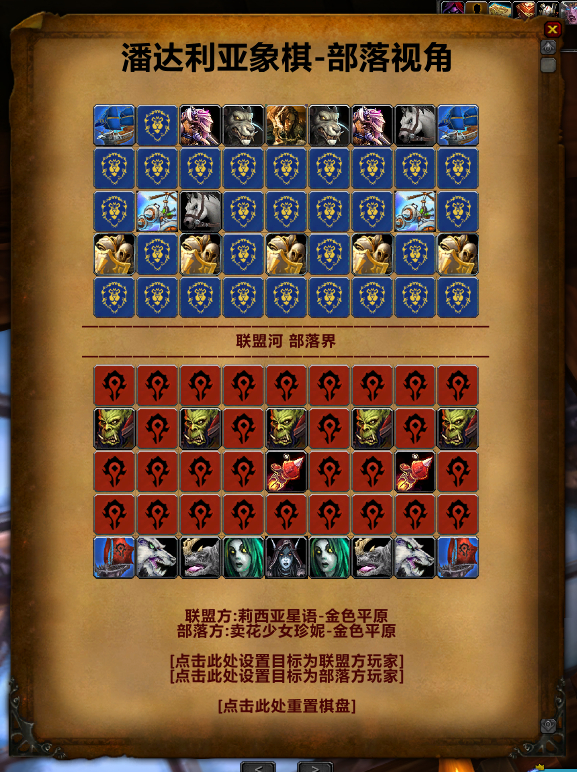 潘达利亚象棋-部落视角
联盟河 部落界
联盟方:莉西亚星语-金色平原
部落方:卖花少女珍妮-金色平原
[点击此处设置目标为联盟方玩家]
[点击此处设置目标为部落方玩家]
[点击此处重置棋盘]